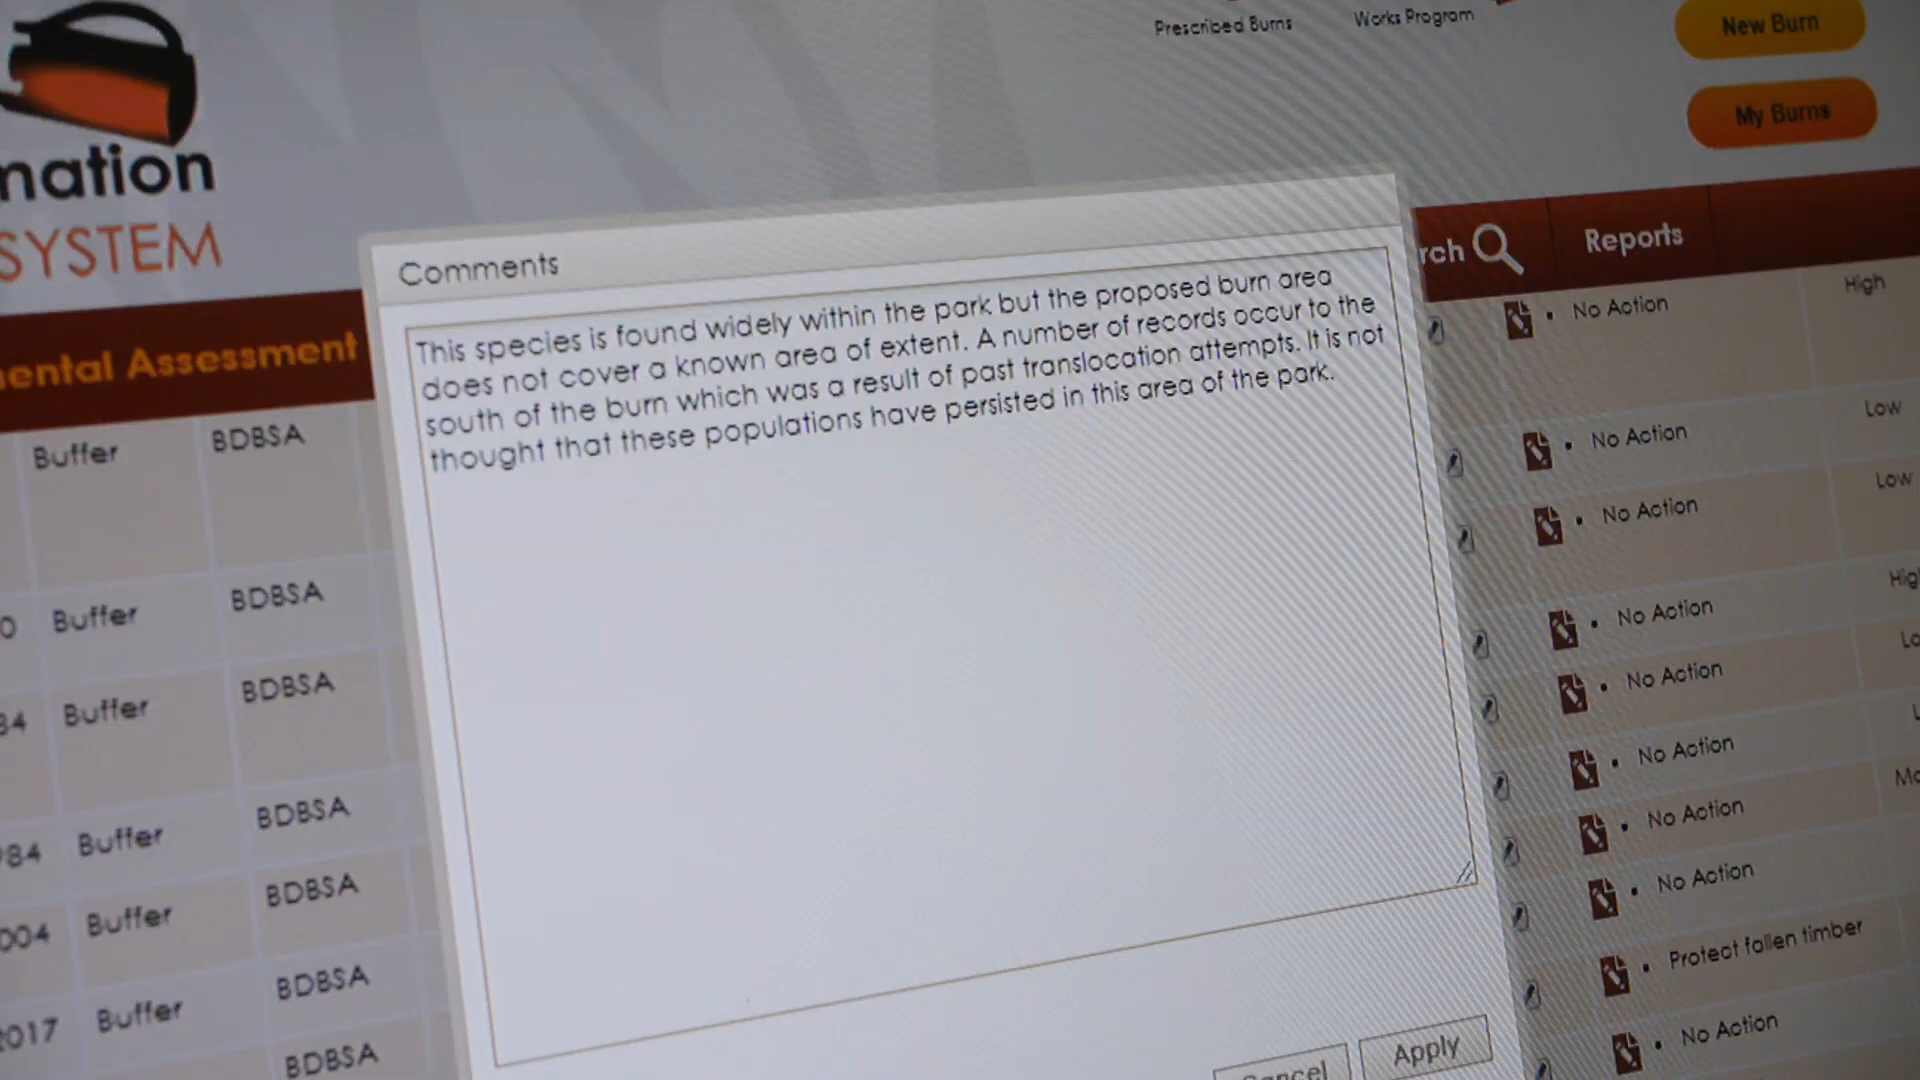 Prescribed Burns
Works Program
New Burn
My Burns
mation
SYSTEM
Reports
Assessment
Comments
This species is found widely within the park but the proposed burn area
does not cover a known area of extent. A number of records occur to the
south of the burn which was a result of past translocation attempts. It is not
thought that these populations have persisted in this area of the park.
Buffer BDBSA
Buffer BDBSA
Buffer BDBSA
Buffer BDBSA
Buffer BDBSA
2017 Buffer BDBSA
BDBSA
• No Action High
• No Action Low
• No Action Low
• No Action
• No Action
• No Action
• No Action
• No Action
• Protect fallen timber
• No Action
Cancel
Apply